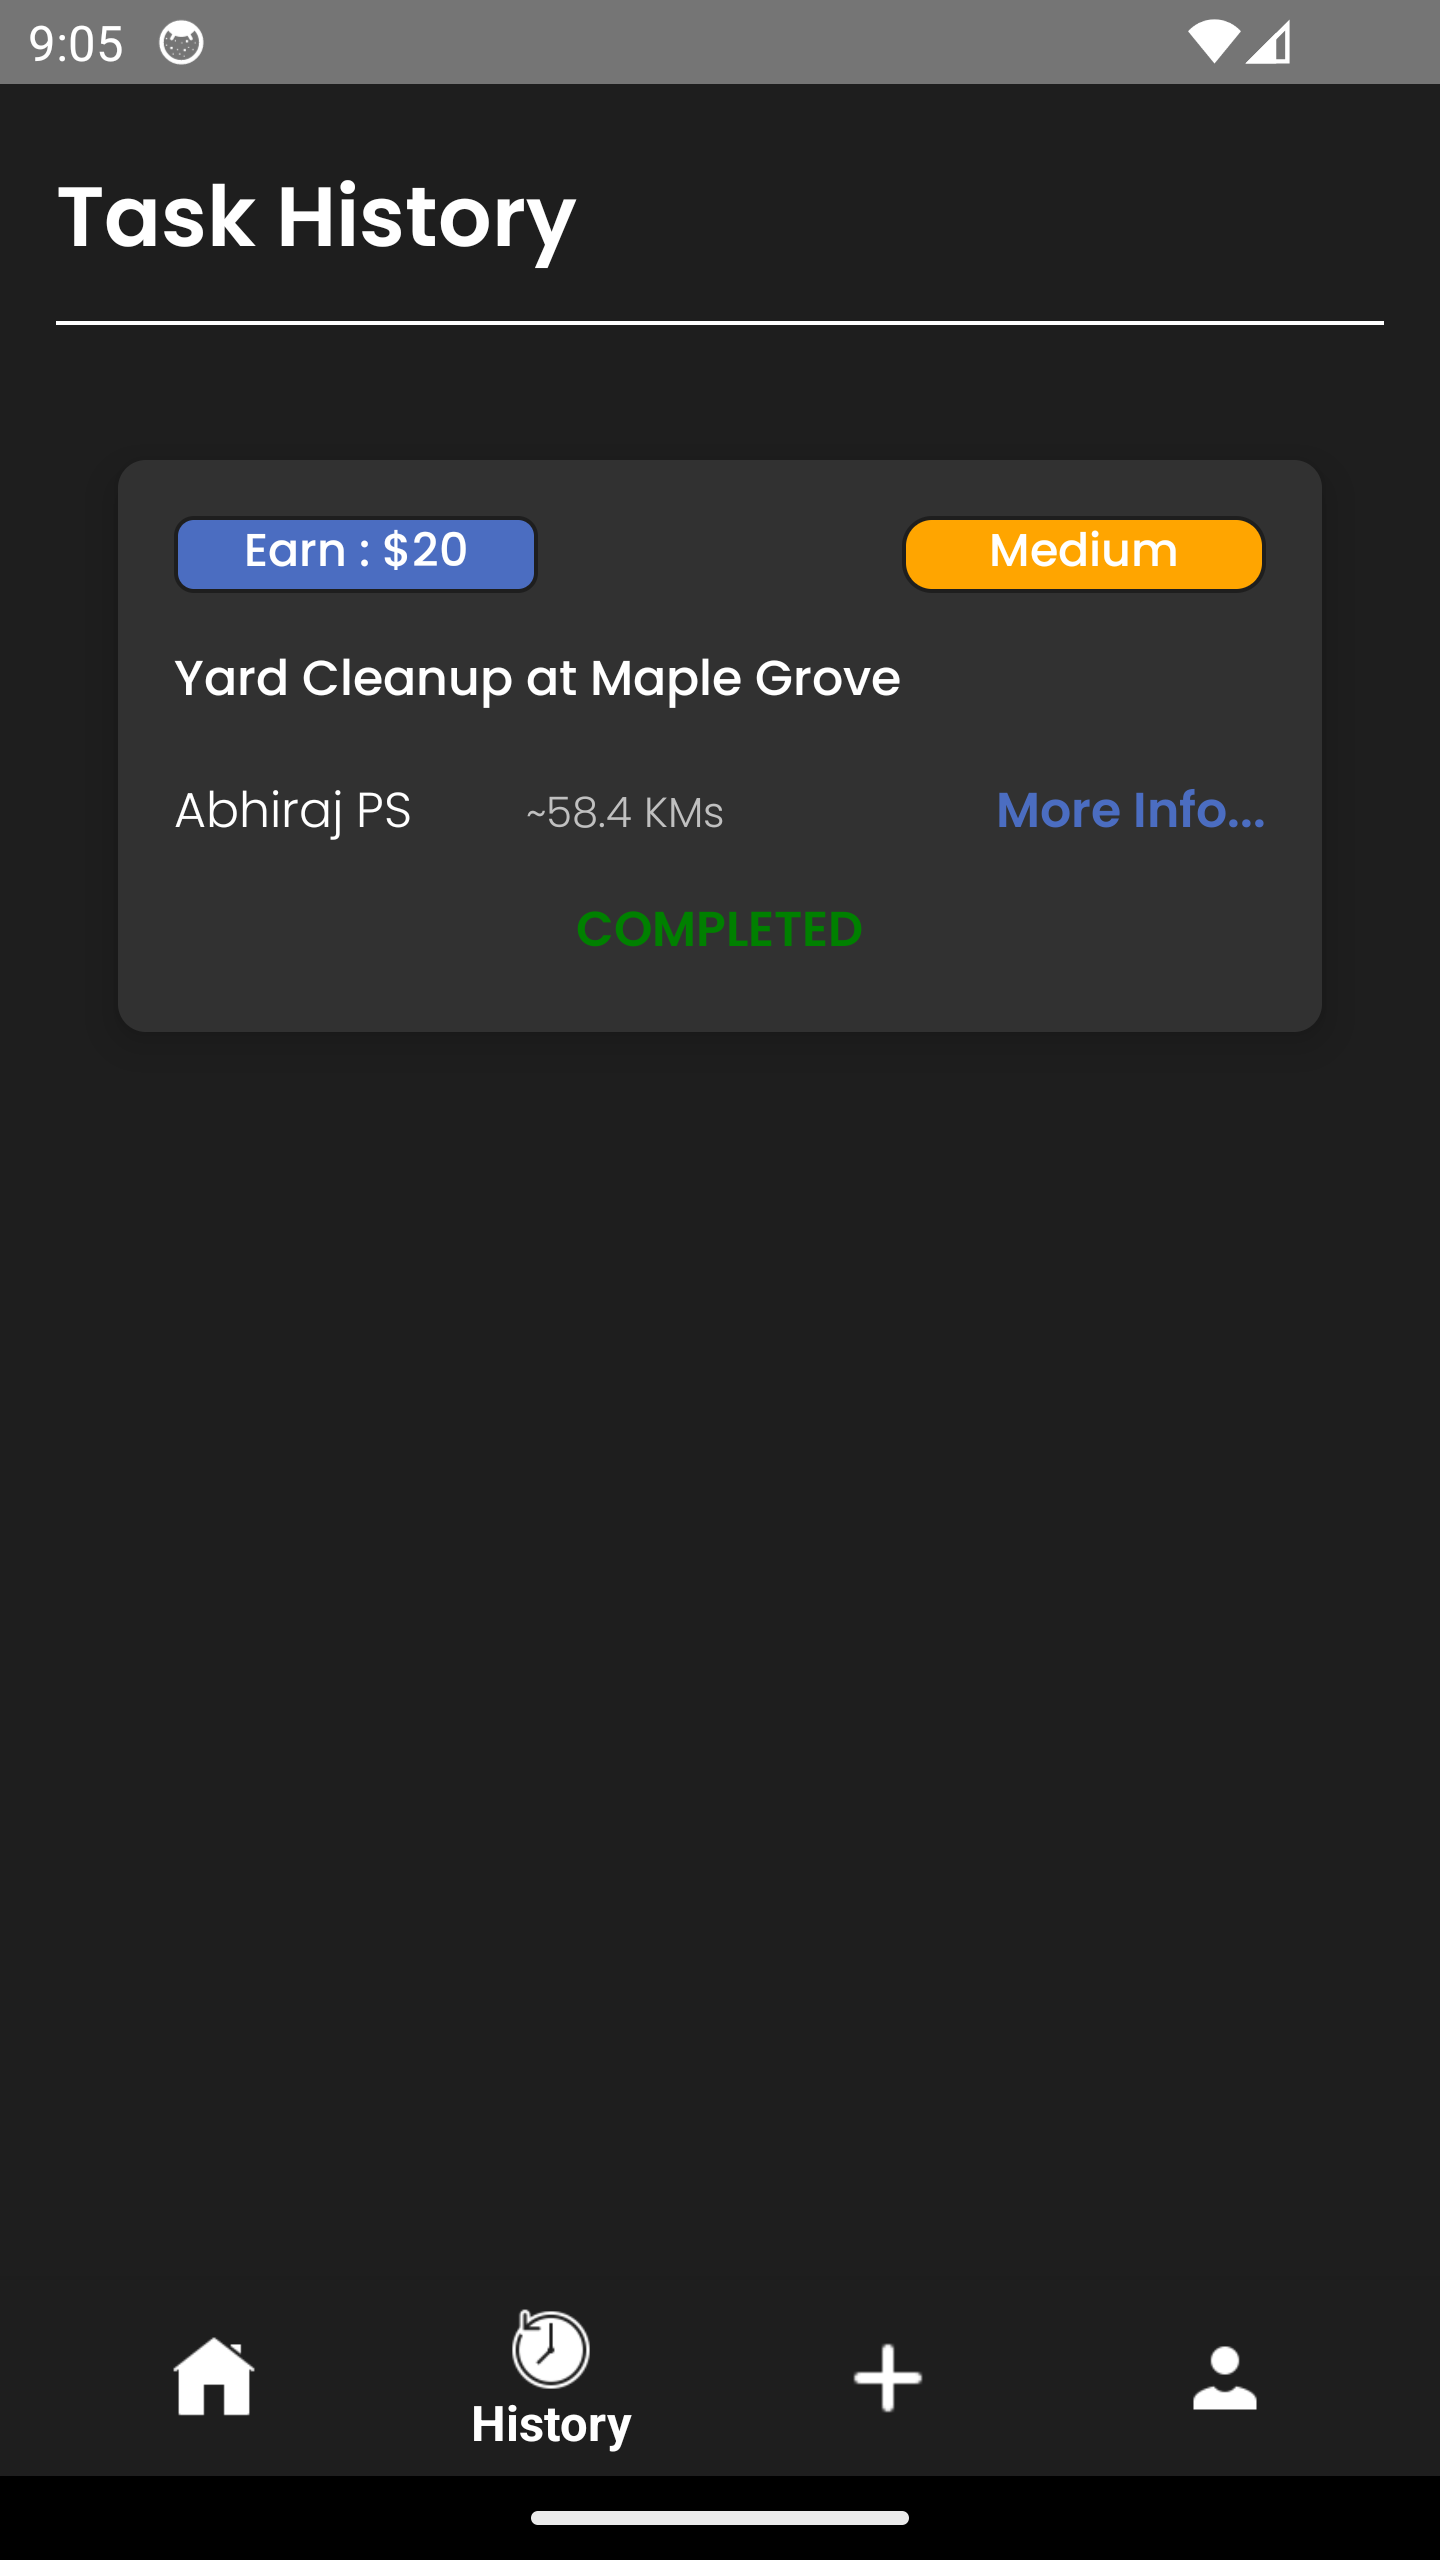 9:05
Task History
Earn : $20
Medium
Yard Cleanup at Maple Grove
Abhiraj PS
~58.4 KMs
More Info...
COMPLETED
History